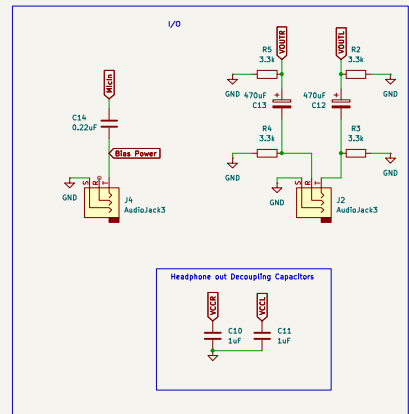 I/O
VOUTR
VOUTL
R5
3.3k
R2
3.3k
GND
GND
470uF
C13
470uF
C12
MicIn
C14
0.22uF
Bias Power
R4
3.3k
R3
3.3k
GND
GND
GND
S
R
T
J4
AudioJack3
GND
S
R
T
J2
AudioJack3
Headphone out Decoupling Capacitors
VCCR
VCCL
C10
1uF
C11
1uF